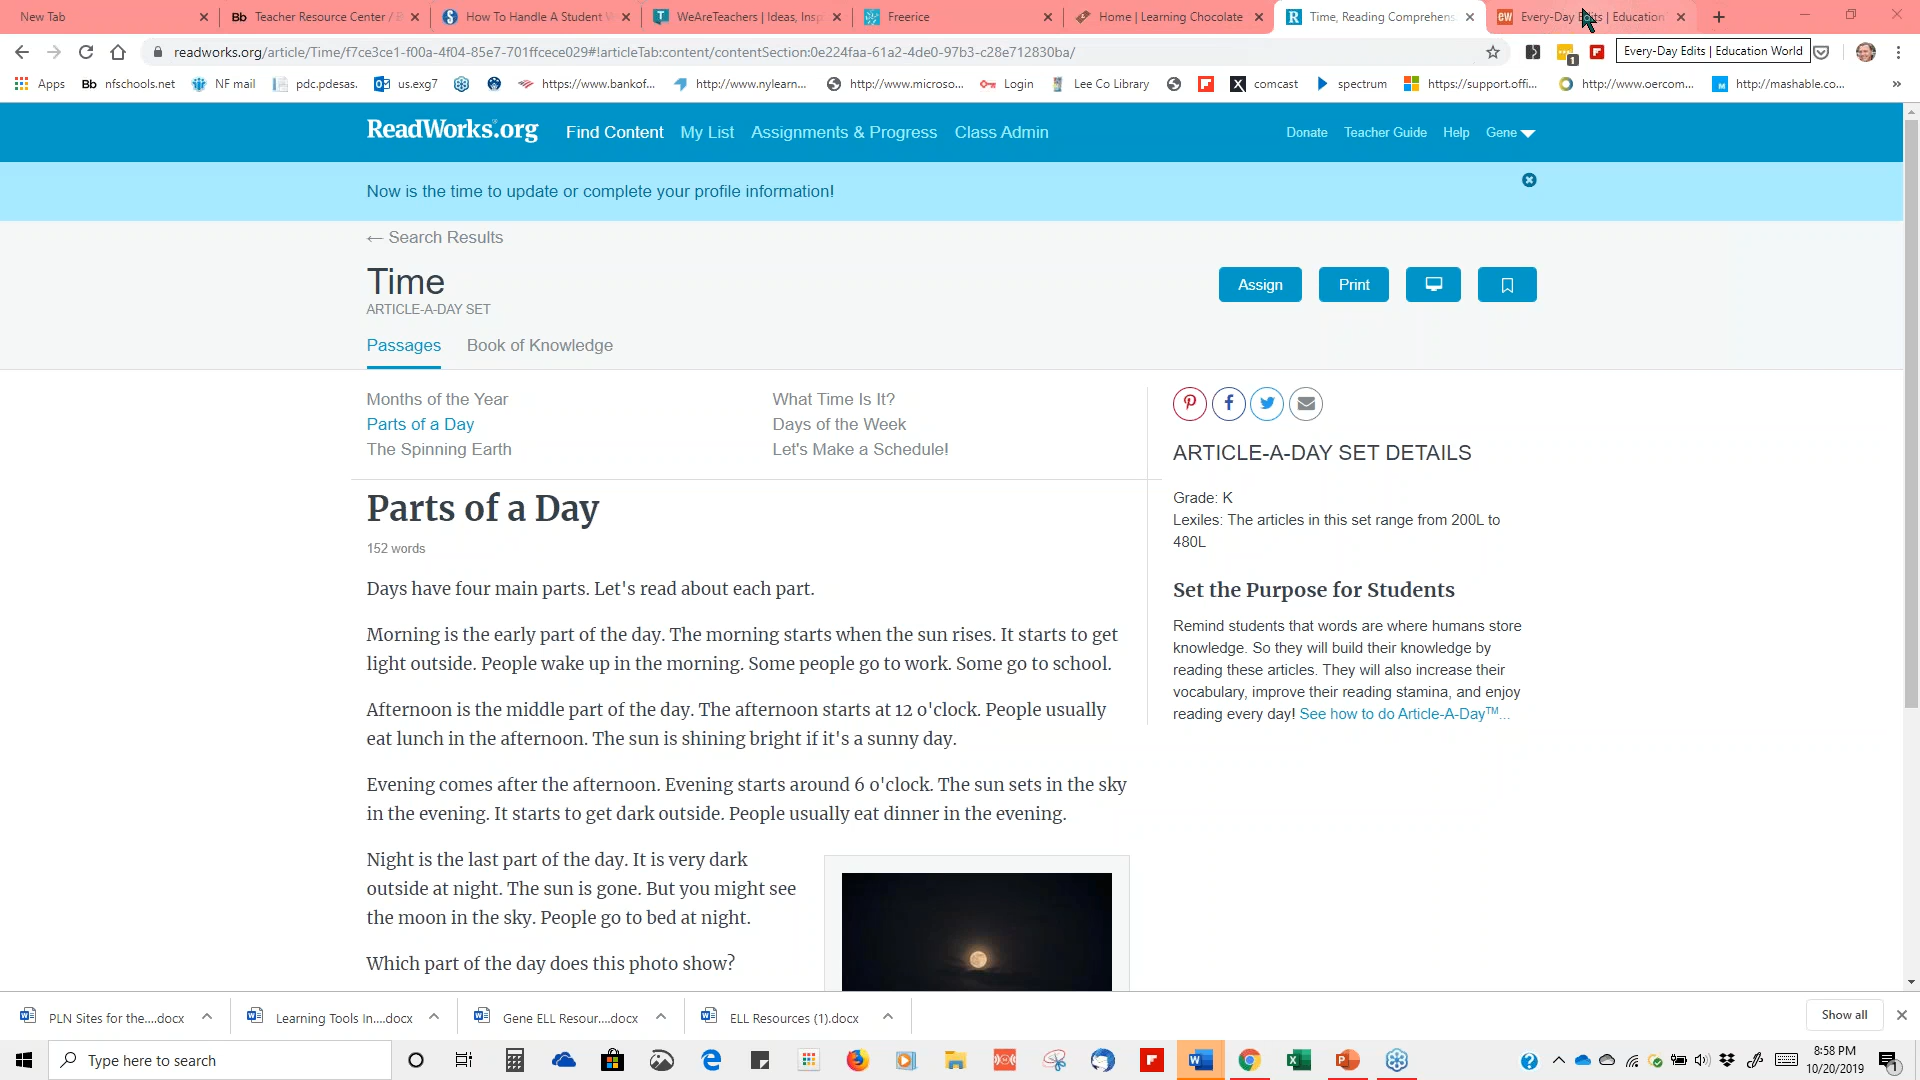 New Tab
Bb Teacher Resource Center /
How To Handle A Student
WeAreTeachers | Ideas, Insp
Freerice
Home | Learning Chocolate
Time, Reading Comprehens
Every-Day Edits | Education
readworks.org/article/Time/f7ce3ce1-f00a-4f04-85e7-701ffcece029#!articleTab:content/contentSection:0e224faa-61a2-4de0-97b3-c28e712830ba/
1
Every-Day Edits | Education World
Apps
Bb nfschools.net
NF mail
pdc.pdesas.
us.exg7
https://www.bankof...
http://www.nylearn...
http://www.microso...
Login
Lee Co Library
comcast
spectrum
https://support.offi...
http://www.oercom...
http://mashable.co...
»
ReadWorks.org
Find Content
My List
Assignments & Progress
Class Admin
Donate
Teacher Guide
Help
Gene
Now is the time to update or complete your profile information!
← Search Results
Time
ARTICLE-A-DAY SET
Assign
Print
Passages
Book of Knowledge
Months of the Year
What Time Is It?
Parts of a Day
Days of the Week
The Spinning Earth
Let's Make a Schedule!
Parts of a Day
152 words
Days have four main parts. Let's read about each part.
Morning is the early part of the day. The morning starts when the sun rises. It starts to get
light outside. People wake up in the morning. Some people go to work. Some go to school.
Afternoon is the middle part of the day. The afternoon starts at 12 o'clock. People usually
eat lunch in the afternoon. The sun is shining bright if it's a sunny day.
Evening comes after the afternoon. Evening starts around 6 o'clock. The sun sets in the sky
in the evening. It starts to get dark outside. People usually eat dinner in the evening.
Night is the last part of the day. It is very dark
outside at night. The sun is gone. But you might see
the moon in the sky. People go to bed at night.
Which part of the day does this photo show?
ARTICLE-A-DAY SET DETAILS
Grade: K
Lexiles: The articles in this set range from 200L to
480L
Set the Purpose for Students
Remind students that words are where humans store
knowledge. So they will build their knowledge by
reading these articles. They will also increase their
vocabulary, improve their reading stamina, and enjoy
reading every day! See how to do Article-A-Day™...
PLN Sites for the....docx
Learning Tools In....docx
Gene ELL Resour....docx
ELL Resources (1).docx
Show all
Type here to search
8:58 PM
10/20/2019
1